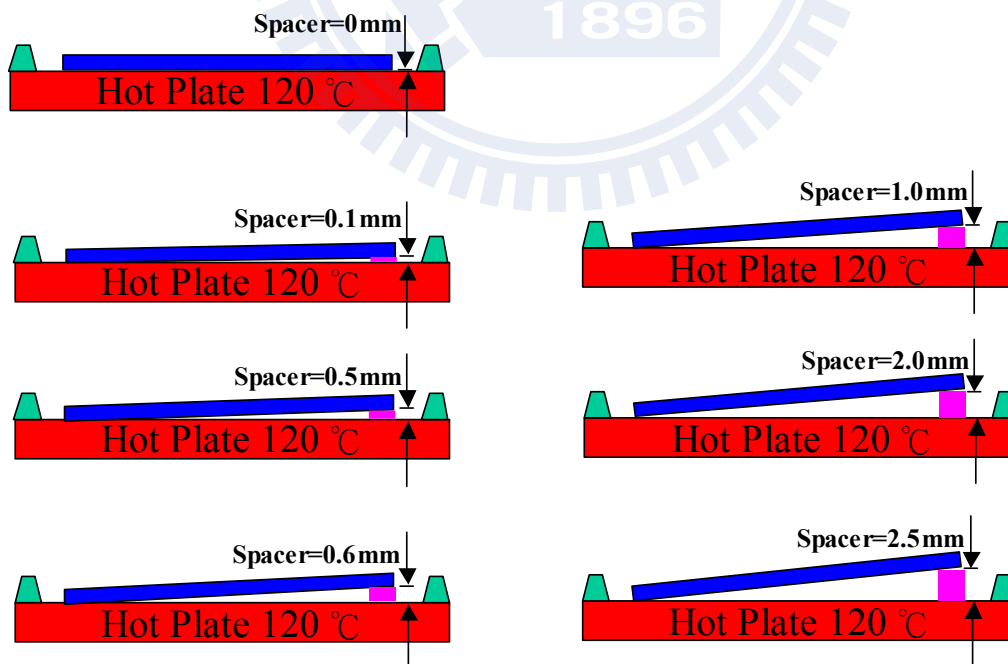 1896
Spacer=0mm
Hot Plate 120 ℃
Spacer=0.1mm
Hot Plate 120 ℃
Spacer=0.5mm
Hot Plate 120 ℃
Spacer=0.6mm
Hot Plate 120 ℃
Spacer=1.0mm
Hot Plate 120 ℃
Spacer=2.0mm
Hot Plate 120 ℃
Spacer=2.5mm
Hot Plate 120 ℃